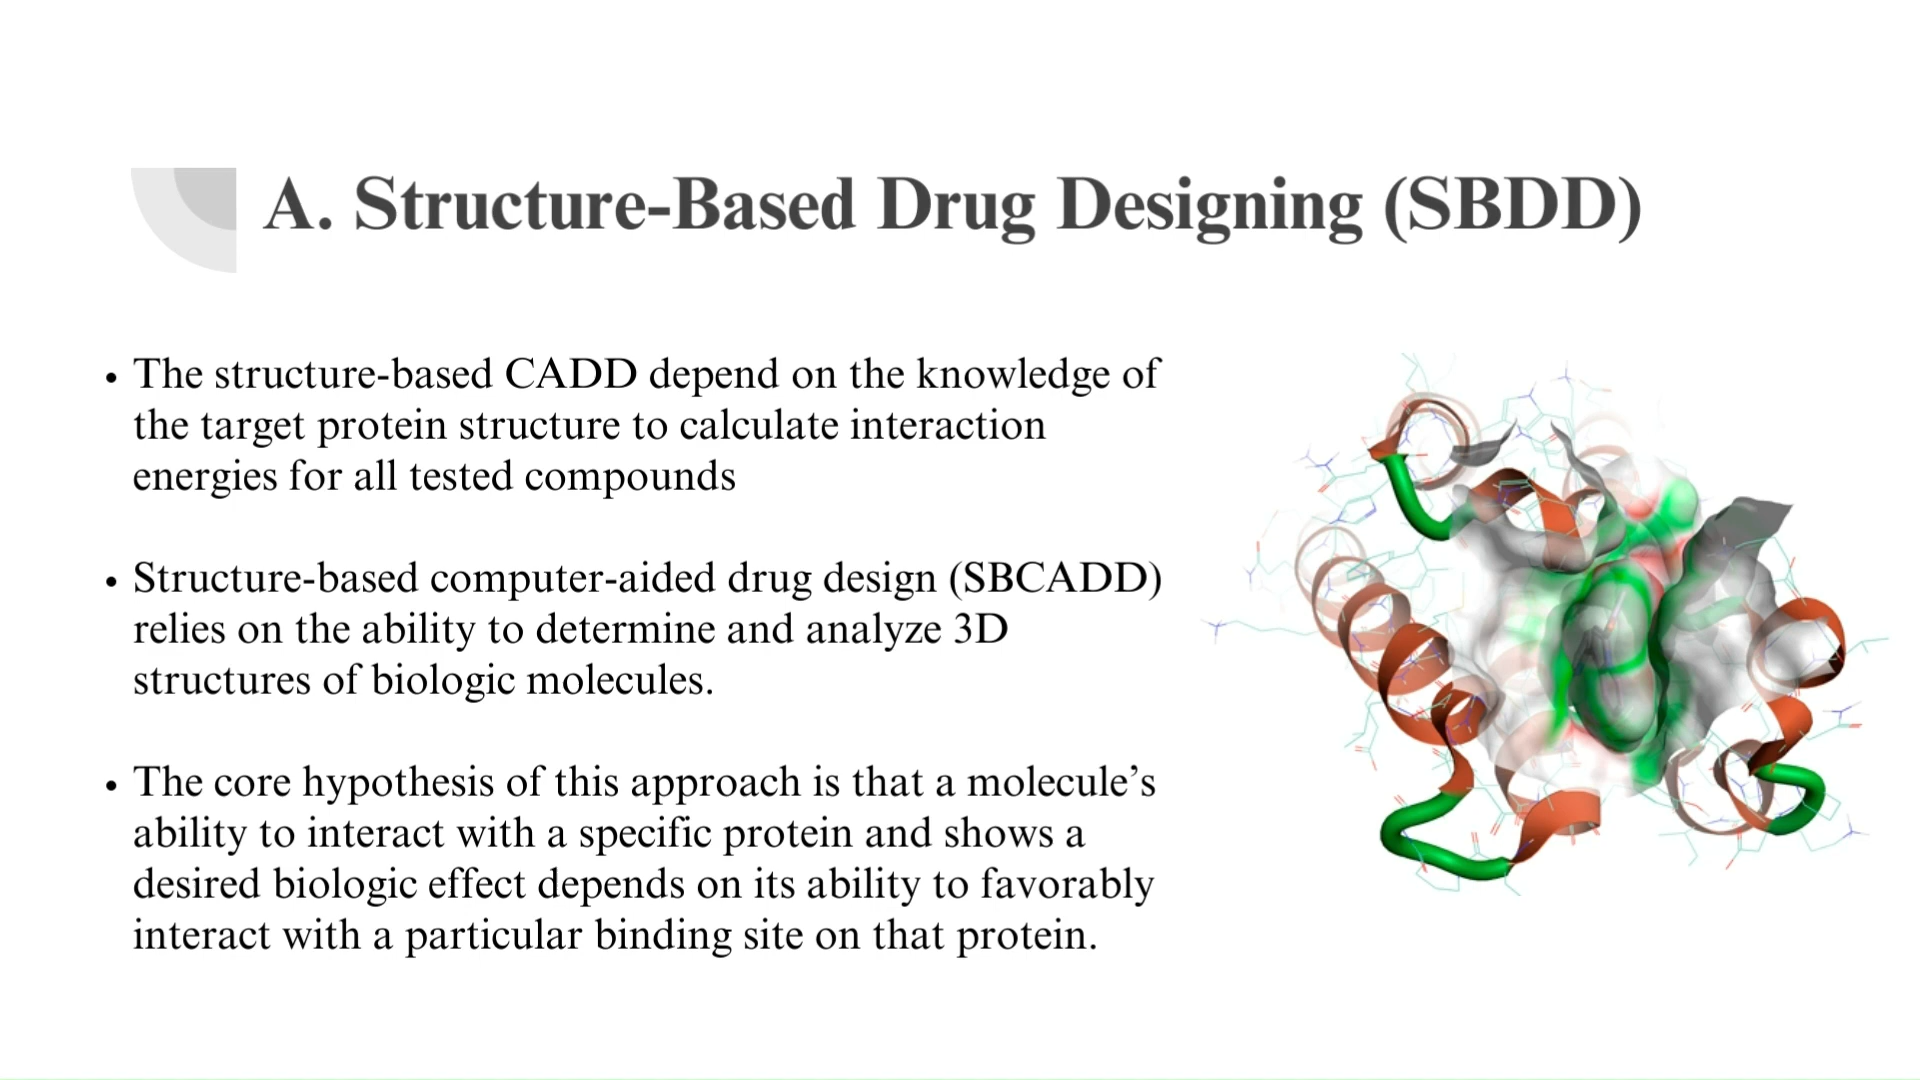 A. Structure-Based Drug Designing (SBDD)
• The structure-based CADD depend on the knowledge of
the target protein structure to calculate interaction
energies for all tested compounds
• Structure-based computer-aided drug design (SBCADD)
relies on the ability to determine and analyze 3D
structures of biologic molecules.
• The core hypothesis of this approach is that a molecule’s
ability to interact with a specific protein and shows a
desired biologic effect depends on its ability to favorably
interact with a particular binding site on that protein.